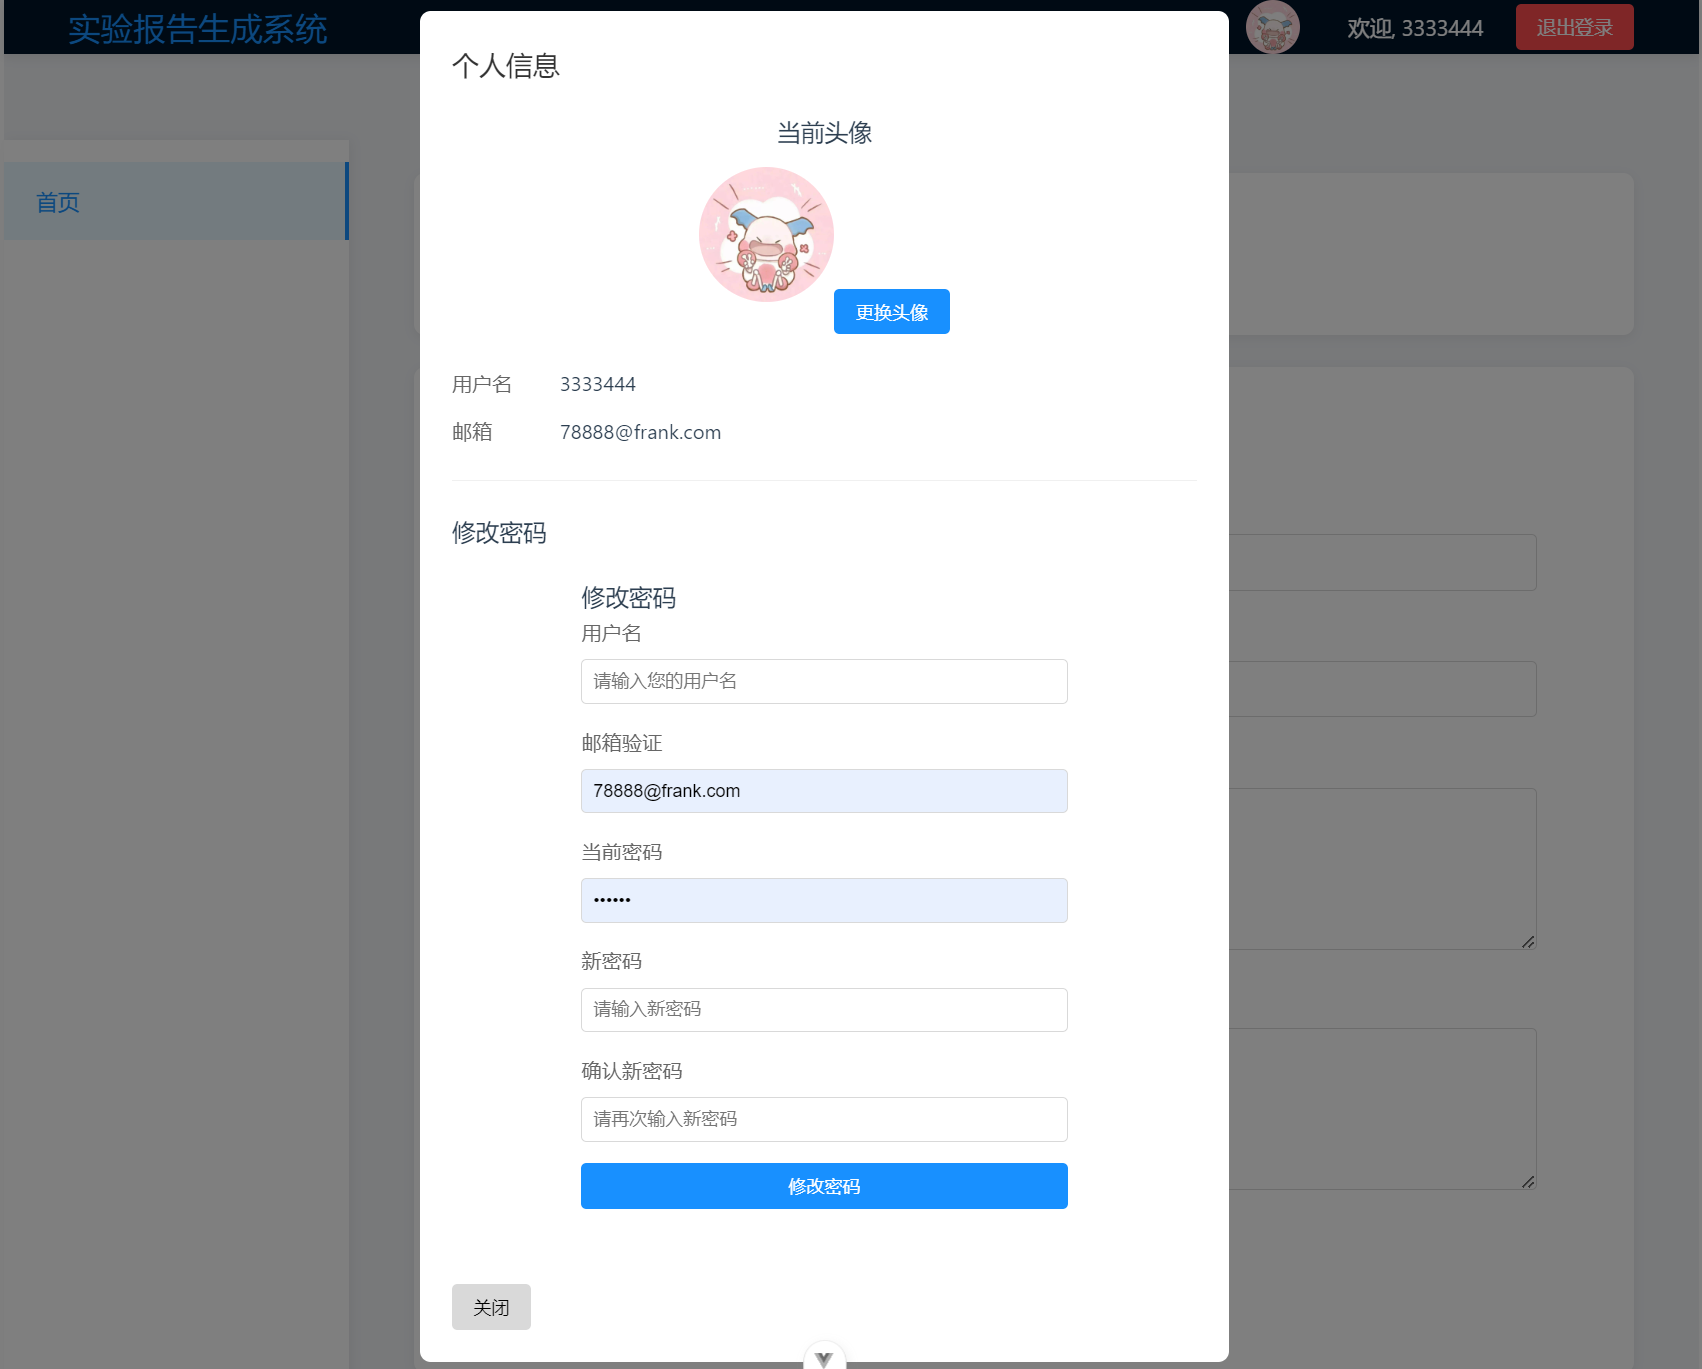 实验报告生成系统
欢迎, 3333444
退出登录
首页
个人信息
当前头像
更换头像
用户名 3333444
邮箱 78888@frank.com
修改密码
修改密码
用户名
请输入您的用户名
邮箱验证
78888@frank.com
当前密码
••••••
新密码
请输入新密码
确认新密码
请再次输入新密码
修改密码
关闭